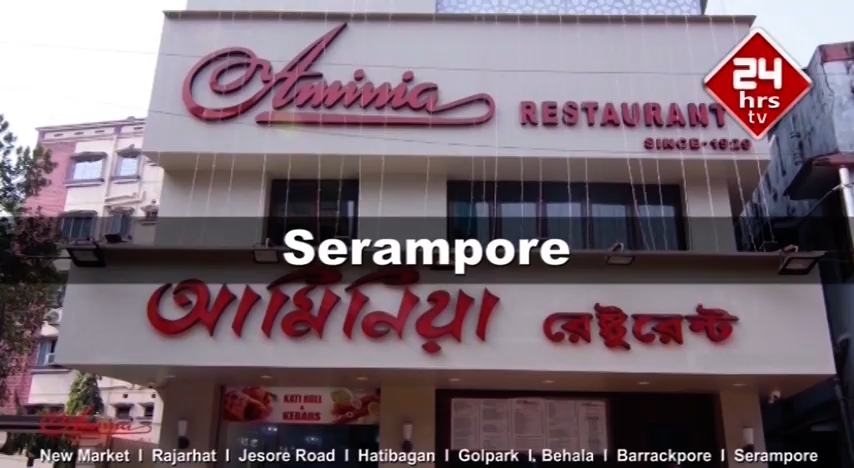 Aminia
RESTAURANT
SINCE-1929
24
hrs
tv
Serampore
আমিনিয়া রেষ্টুরেন্ট
KATI ROLL
&
KEBABS
Aminia
New Market I Rajarhat I Jesore Road I Hatibagan I Golpark I Behala I Barrackpore I Serampore